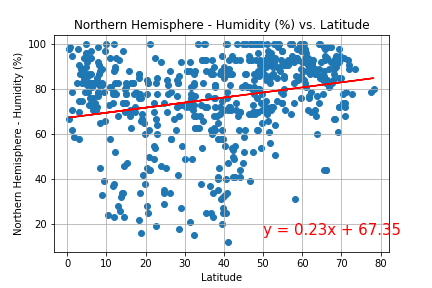 Northern Hemisphere - Humidity (%) vs. Latitude
Northern Hemisphere - Humidity (%)
100
80
60
40
20
y = 0.23x + 67.35
0 10 20 30 40 50 60 70 80
Latitude